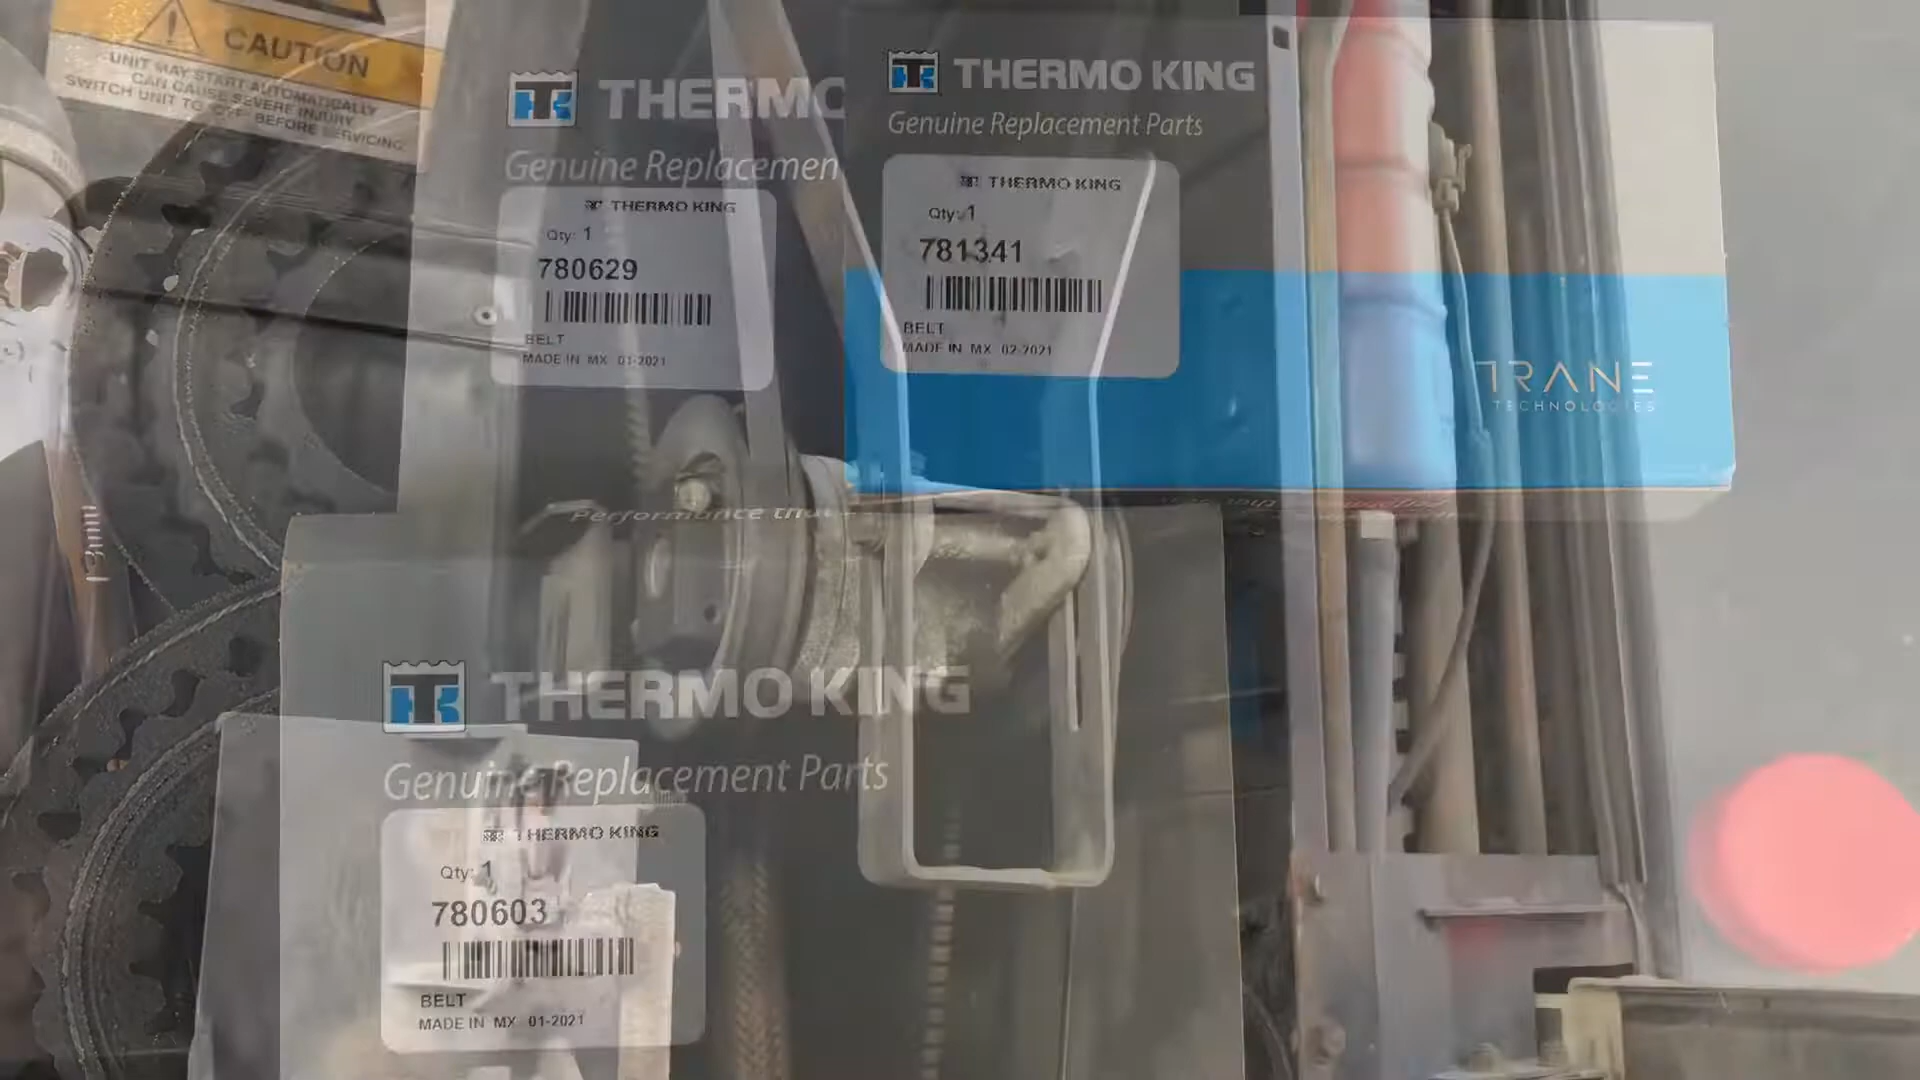 CAUTION
UNIT MAY START AUTOMATICALLY
CAN CAUSE SEVERE INJURY
SWITCH UNIT TO "OFF" BEFORE SERVICING
13mm
THERMO
Genuine Replacemen
THERMO KING
Qty: 1
780629
BELT
MADE IN MX 01-2021
Performance that
THERMO KING
Genuine Replacement Parts
THERMO KING
Qty: 1
781341
BELT
MADE IN MX 02-2021
TRANE
TECHNOLOGIES
THERMO KING
Genuine Replacement Parts
THERMO KING
Qty: 1
780603
BELT
MADE IN MX 01-2021